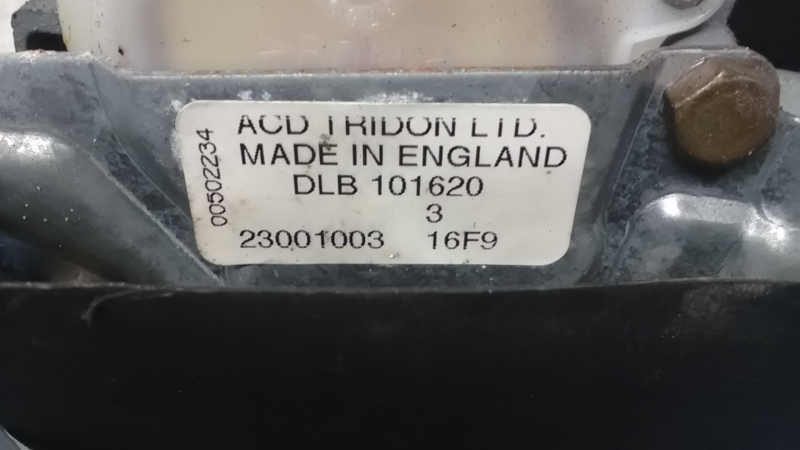 ACD TRIDON LTD.
MADE IN ENGLAND
DLB 101620
3
23001003 16F9
00502234